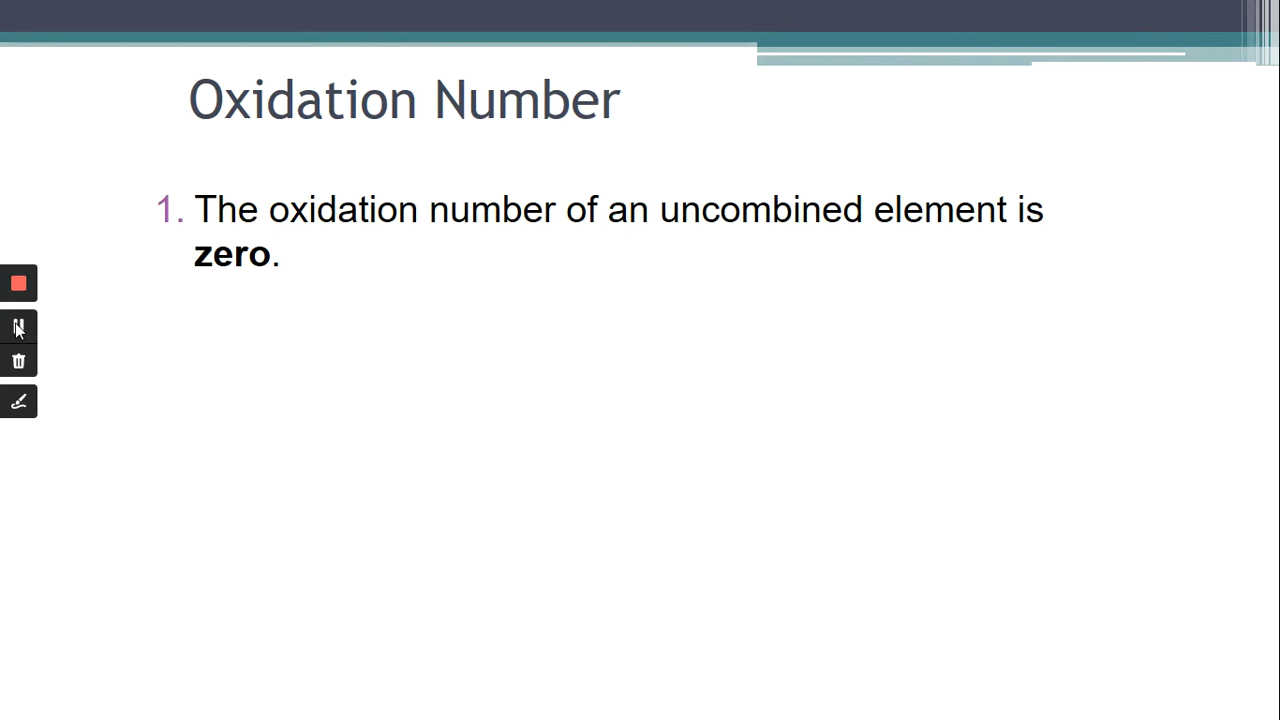 Oxidation Number
1. The oxidation number of an uncombined element is
zero.